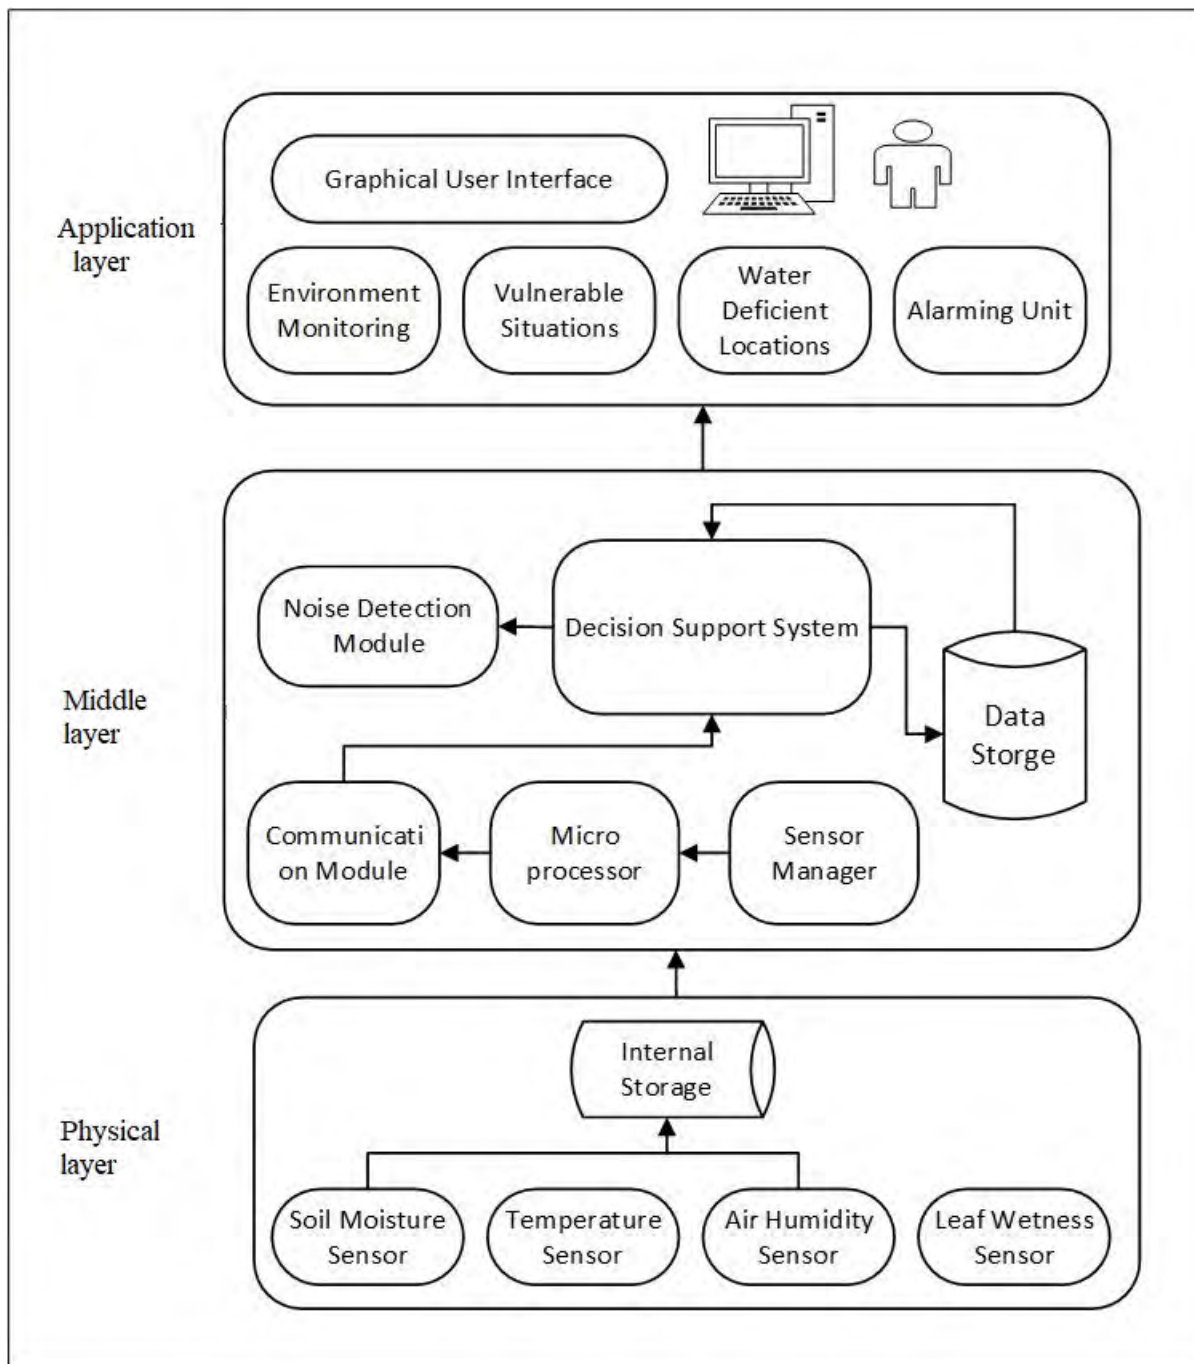 Application
layer
Graphical User Interface
Environment
Monitoring
Vulnerable
Situations
Water
Deficient
Locations
Alarming Unit
Middle
layer
Noise Detection
Module
Decision Support System
Data
Storge
Communicati
on Module
Micro
processor
Sensor
Manager
Physical
layer
Internal
Storage
Soil Moisture
Sensor
Temperature
Sensor
Air Humidity
Sensor
Leaf Wetness
Sensor